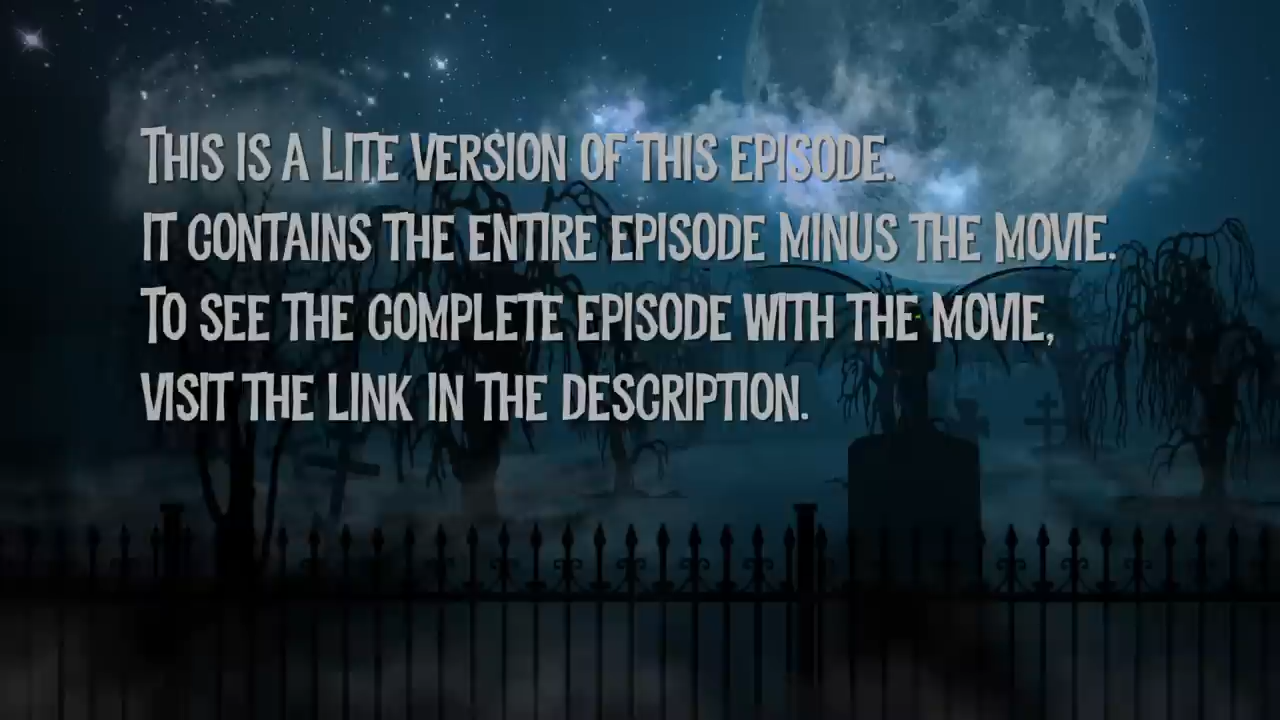 This is a Lite version of this episode.
It contains the entire episode minus the movie.
To see the complete episode with the movie,
visit the link in the description.